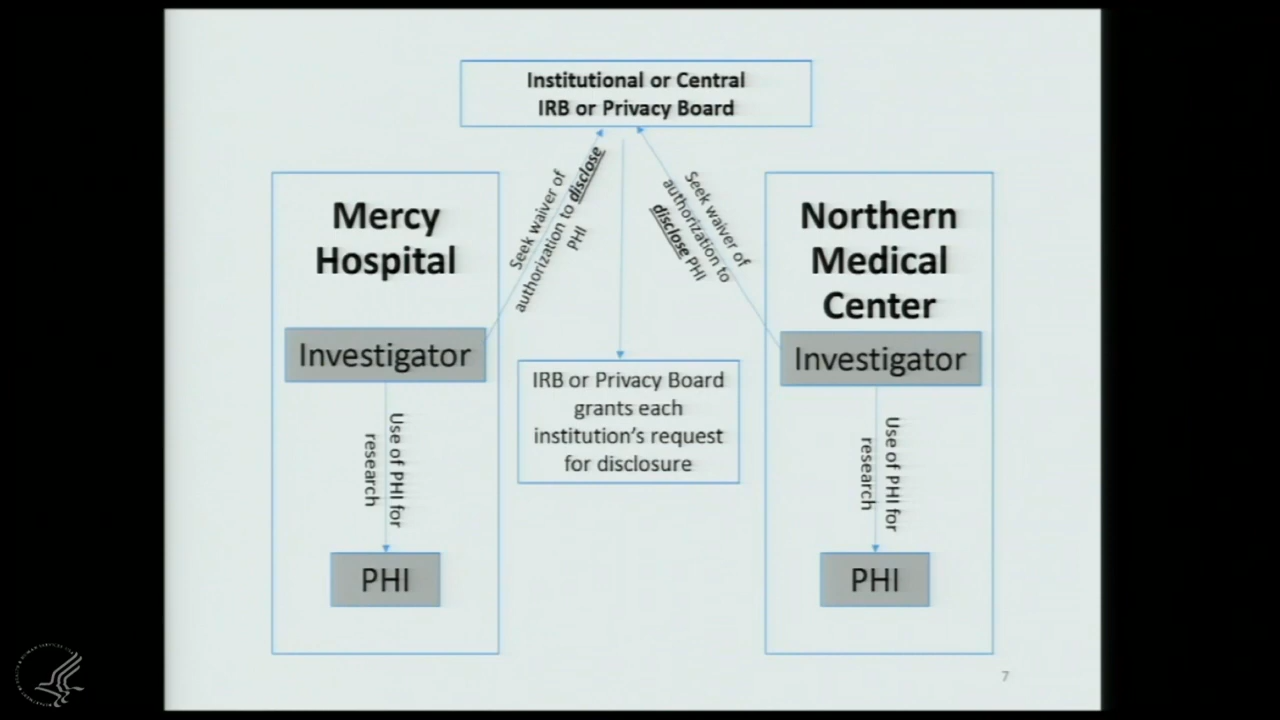 Institutional or Central
IRB or Privacy Board
Mercy
Hospital
Seek waiver of
authorization to disclose
PHI
Seek waiver of
authorization to
disclose PHI
Northern
Medical
Center
Investigator
IRB or Privacy Board
grants each
institution's request
for disclosure
Investigator
Use of PHI for
research
Use of PHI for
research
PHI
PHI
7